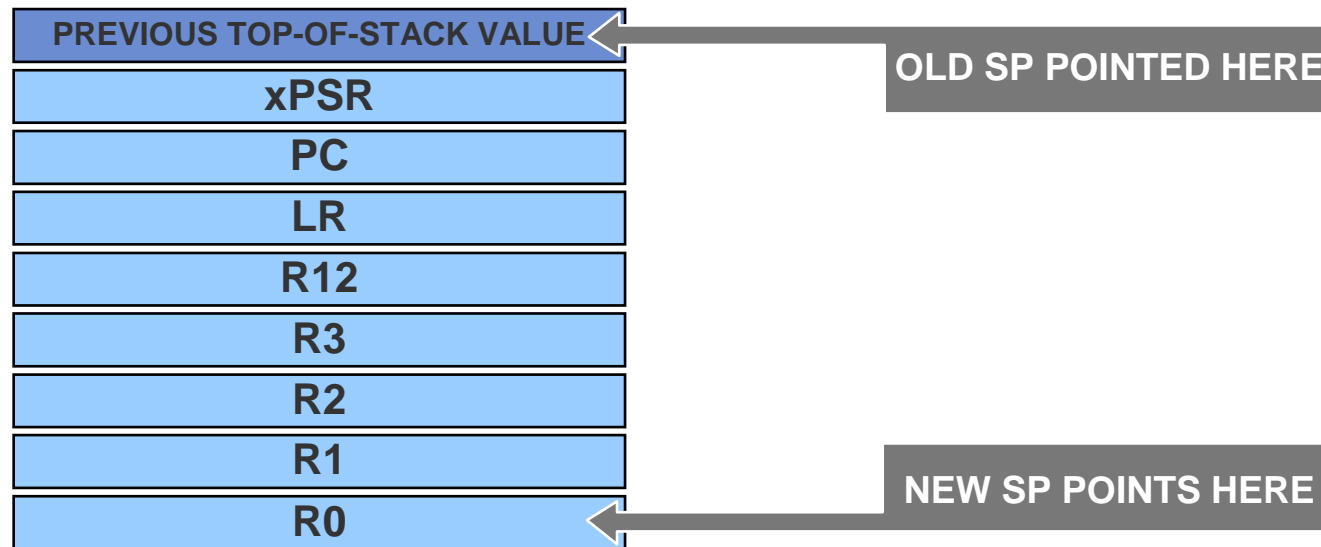 PREVIOUS TOP-OF-STACK VALUE
OLD SP POINTED HERE
xPSR
PC
LR
R12
R3
R2
R1
NEW SP POINTS HERE
R0